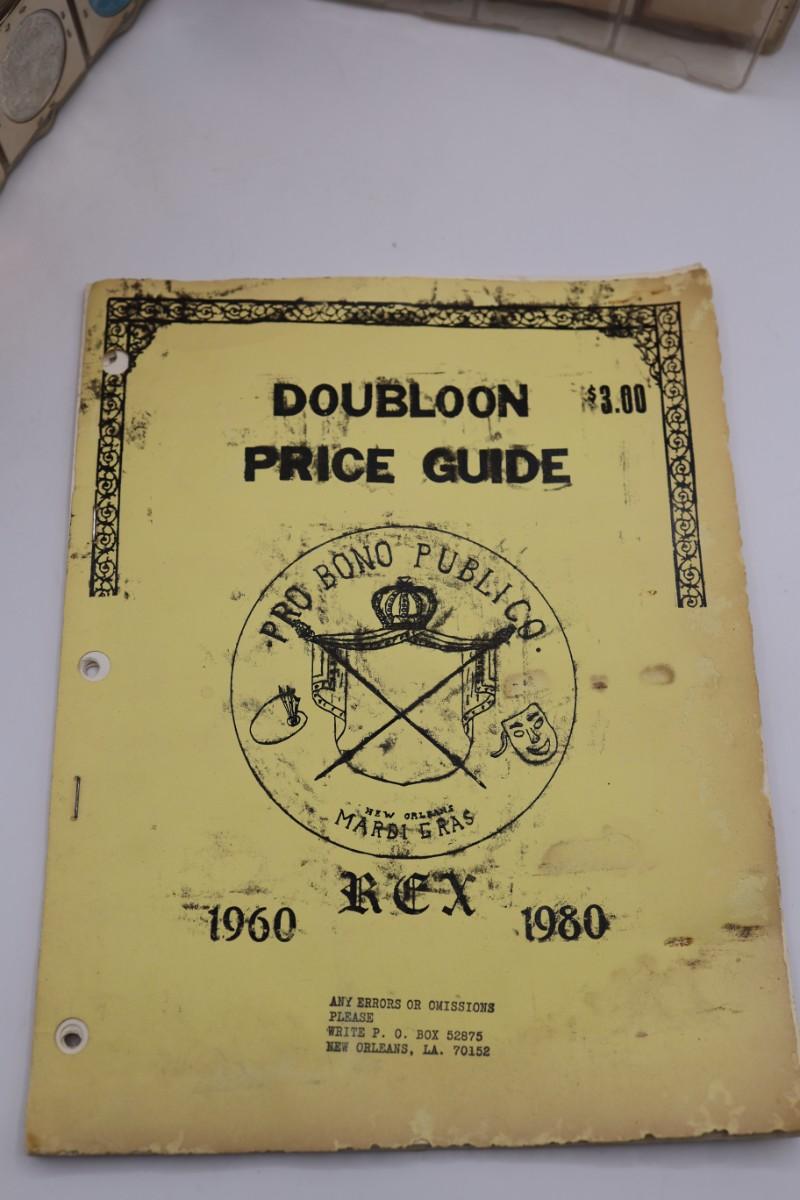 DOUBLOON
$3.00
PRICE GUIDE
·PRO BONO PUBLICO·
NEW ORLEANS
MARDI GRAS
REX
1960
1980
ANY ERRORS OR OMISSIONS
PLEASE
WRITE P. O. BOX 52875
NEW ORLEANS, LA. 70152